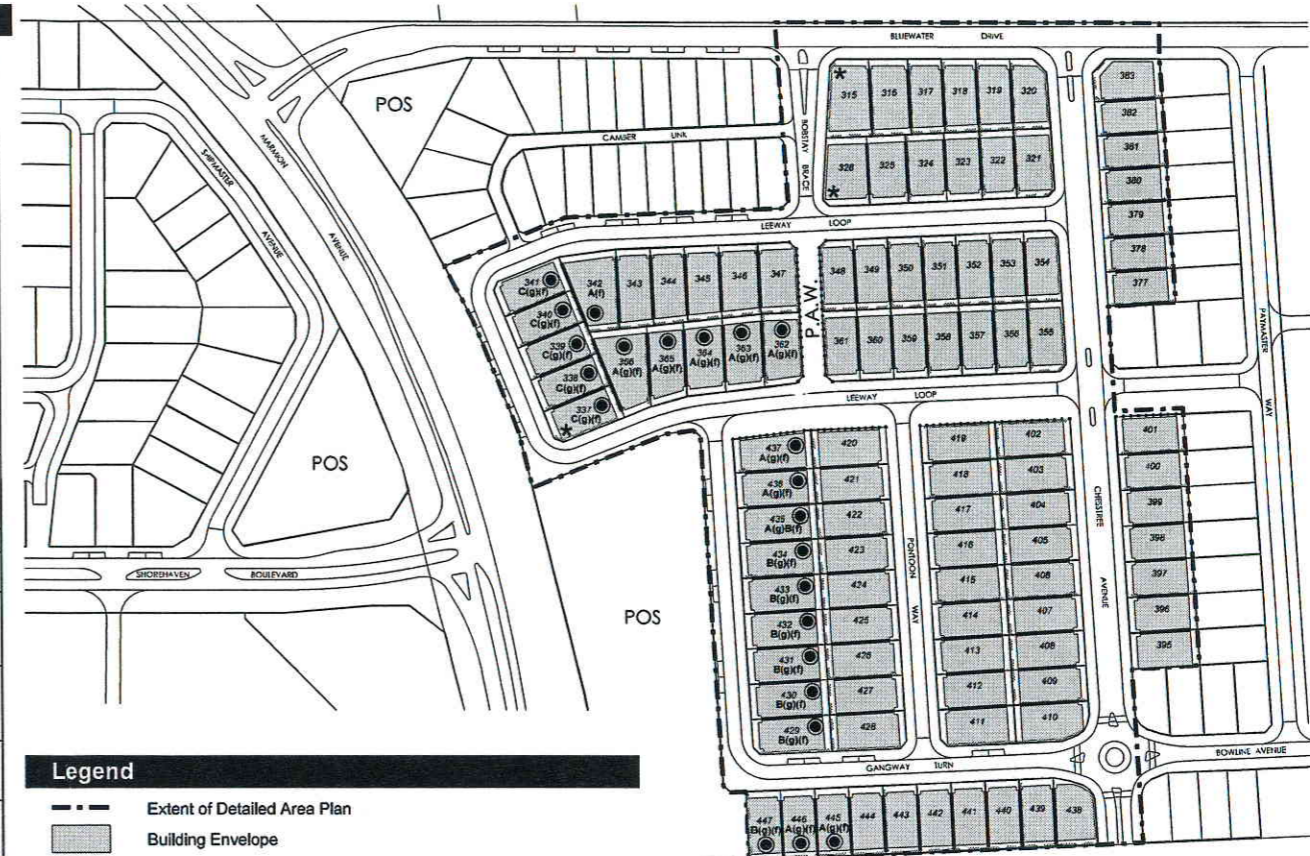 BLUEWATER DRIVE
POS
MARMION AVENUE
SHIPMASTER AVENUE
CAMBER LINK
BOBSTAY BRACE
*
315 316 317 318 319 320
326 325 324 323 322 321
*
383
382
381
380
379
378
377
LEEWAY LOOP
341
C(g)(f)
340
C(g)(f)
339
C(g)(f)
338
C(g)(f)
337
C(g)(f)
*
342
A(f)
343 344 345 346 347
P.A.W.
348 349 350 351 352 353 354
366
A(g)(f)
365
A(g)(f)
364
A(g)(f)
363
A(g)(f)
362
A(g)(f)
361 360 359 358 357 356 355
PAYMASTER WAY
LEEWAY LOOP
POS
SHOREHAVEN BOULEVARD
POS
437
A(g)(f)
436
A(g)(f)
435
A(g)B(f)
434
B(g)(f)
433
B(g)(f)
432
B(g)(f)
431
B(g)(f)
430
B(g)(f)
429
B(g)(f)
420
421
422
423
424
425
426
427
428
PONTOON WAY
419
418
417
416
415
414
413
412
411
402
403
404
405
406
407
408
409
410
CHESSTREE AVENUE
401
400
399
398
397
396
395
GANGWAY TURN
BOWLINE AVENUE
447
B(g)(f)
446
A(g)(f)
445
A(g)(f)
444 443 442 441 440 439 438
Legend
Extent of Detailed Area Plan
Building Envelope